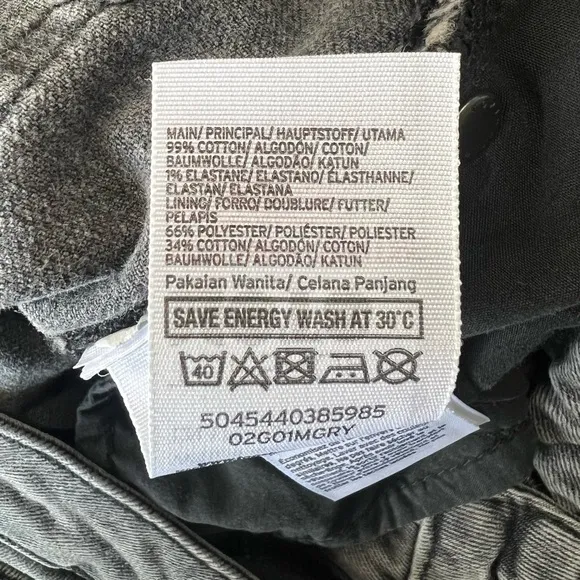 MAIN/ PRINCIPAL/ HAUPTSTOFF/ UTAMA
99% COTTON/ ALGODÓN/ COTON/
BAUMWOLLE/ ALGODÃO/ KATUN
1% ELASTANE/ ELASTANO/ ÉLASTHANNE/
ELASTAN/ ELASTANA
LINING/ FORRO/ DOUBLURE/ FUTTER/
PELAPIS
66% POLYESTER/ POLIÉSTER/ POLIESTER
34% COTTON/ ALGODÓN/ COTON/
BAUMWOLLE/ ALGODÃO/ KATUN
Pakaian Wanita/ Celana Panjang
SAVE ENERGY WASH AT 30°C
40
5045440385985
02G01MGRY